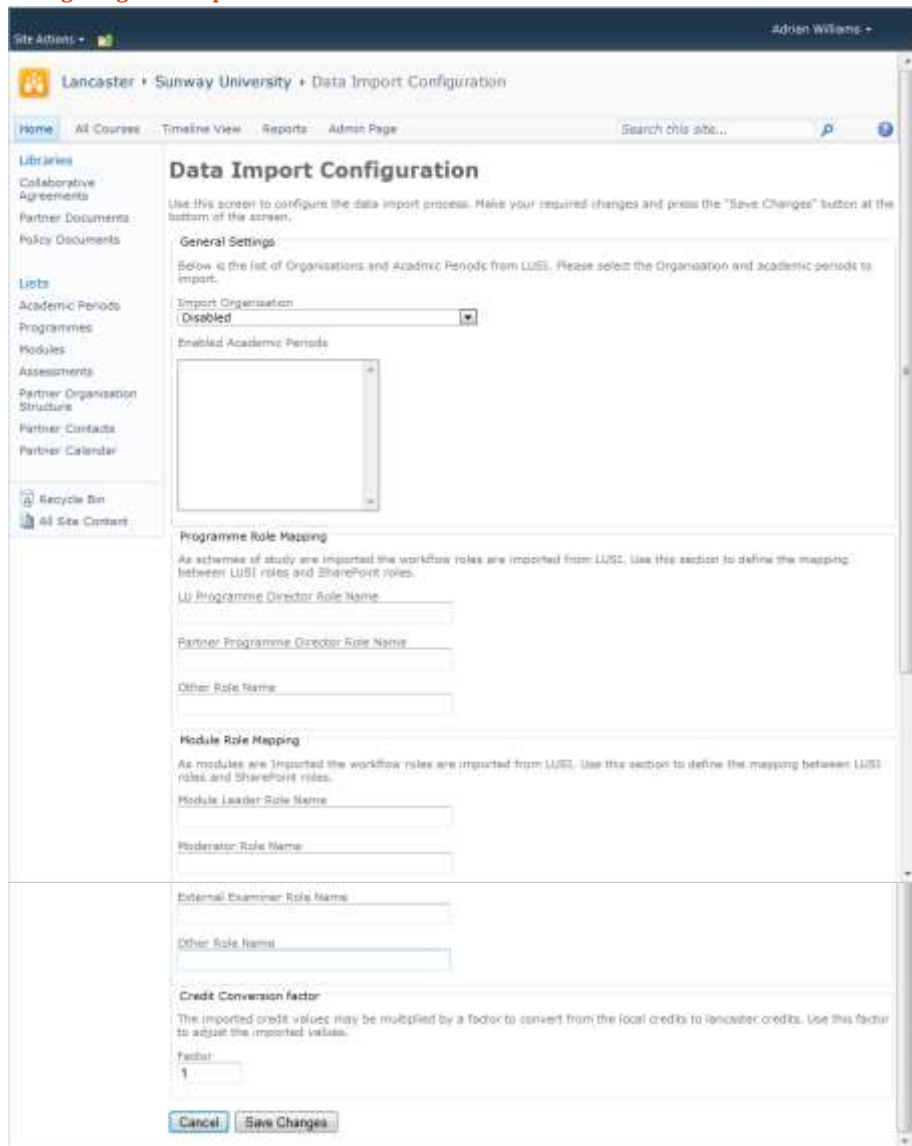 Adrian Williams
Site Actions
Lancaster › Sunway University › Data Import Configuration
Home All Courses Timeline View Reports Admin Page Search this site...
Libraries
Collaborative
Agreements
Partner Documents
Policy Documents
Lists
Academic Periods
Programmes
Modules
Assessments
Partner Organisation
Structure
Partner Contacts
Partner Calendar
Recycle Bin
All Site Content
Data Import Configuration
Use this screen to configure the data import process. Make your required changes and press the "Save Changes" button at the
bottom of the screen.
General Settings
Below is the list of Organisations and Acadmic Periods from LUSI. Please select the Organisation and academic periods to
import.
Import Organisation
Disabled
Enabled Academic Periods
Programme Role Mapping
As schemes of study are imported the workflow roles are imported from LUSI. Use this section to define the mapping
between LUSI roles and SharePoint roles.
LU Programme Director Role Name
Partner Programme Director Role Name
Other Role Name
Module Role Mapping
As modules are Imported the workflow roles are imported from LUSI. Use this section to define the mapping between LUSI
roles and SharePoint roles.
Module Leader Role Name
Moderator Role Name
External Examiner Role Name
Other Role Name
Credit Conversion factor
The imported credit values may be multiplied by a factor to convert from the local credits to lancaster credits. Use this factor
to adjust the imported values.
Factor
1
Cancel Save Changes